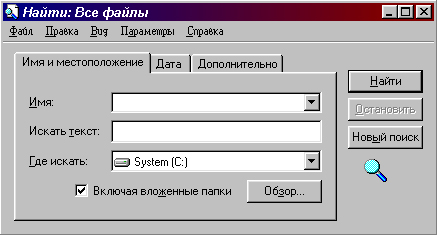 Найти: Все файлы
Файл Правка Вид Параметры Справка
Имя и местоположение Дата Дополнительно
Имя:
Искать текст:
Где искать: System (C:)
Включая вложенные папки Обзор...
Найти
Остановить
Новый поиск